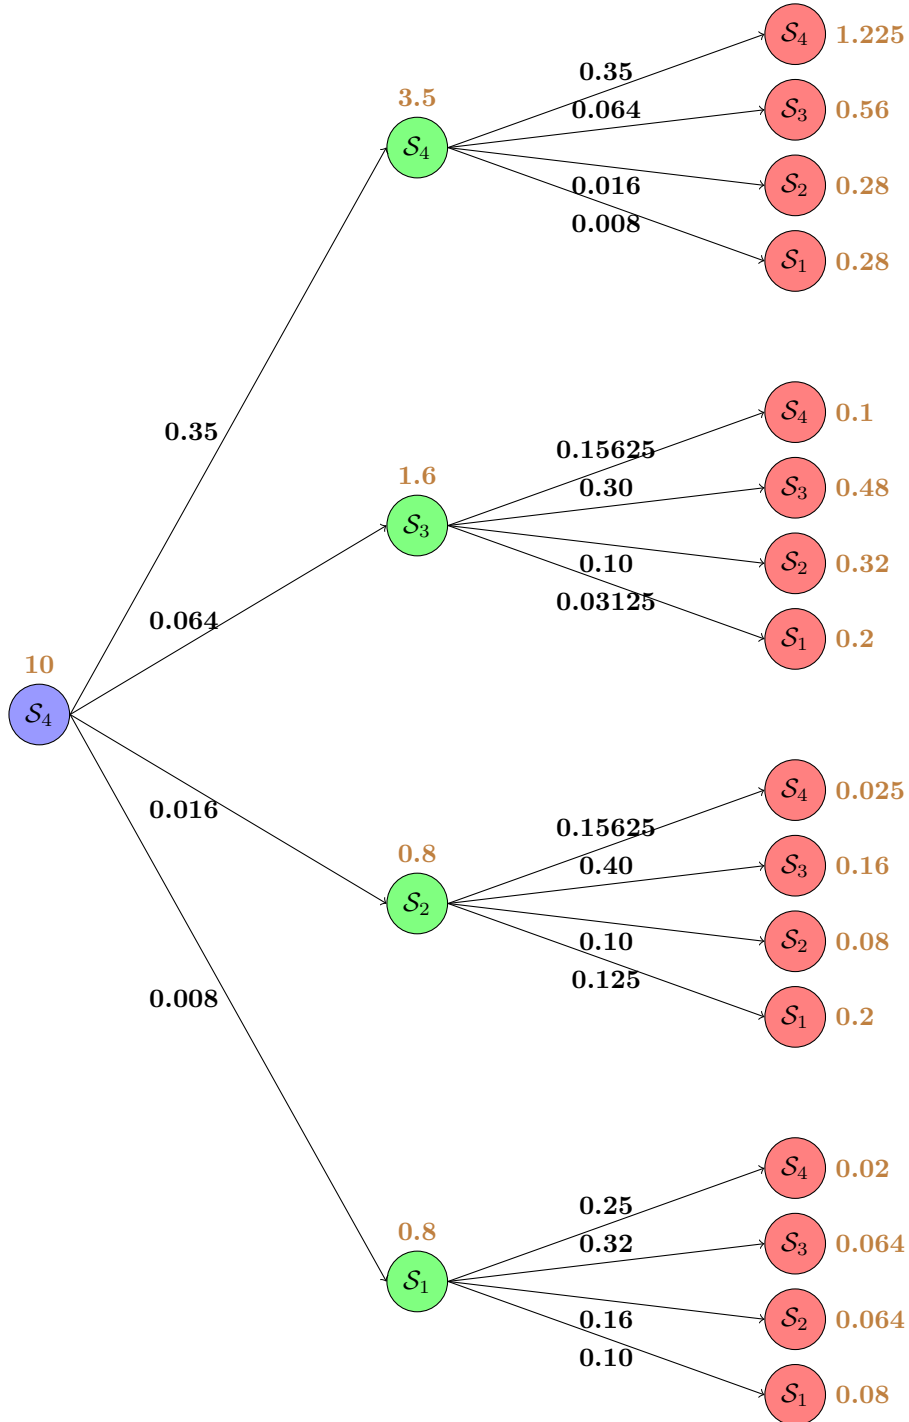 S₄ 1.225
0.35
3.5
0.064
S₃ 0.56
S₄
0.016
S₂ 0.28
0.008
S₁ 0.28
0.35
S₄ 0.1
0.15625
1.6
0.30
S₃ 0.48
S₃
0.10
S₂ 0.32
0.03125
S₁ 0.2
0.064
10
S₄
0.016
S₄ 0.025
0.15625
0.8
0.40
S₃ 0.16
S₂
0.10
S₂ 0.08
0.125
S₁ 0.2
0.008
S₄ 0.02
0.25
0.8
0.32
S₃ 0.064
S₁
0.16
S₂ 0.064
0.10
S₁ 0.08